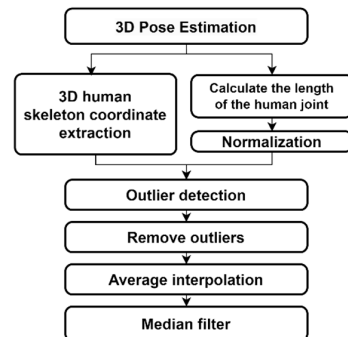 3D Pose Estimation
3D human
skeleton coordinate
extraction
Calculate the length
of the human joint
Normalization
Outlier detection
Remove outliers
Average interpolation
Median filter